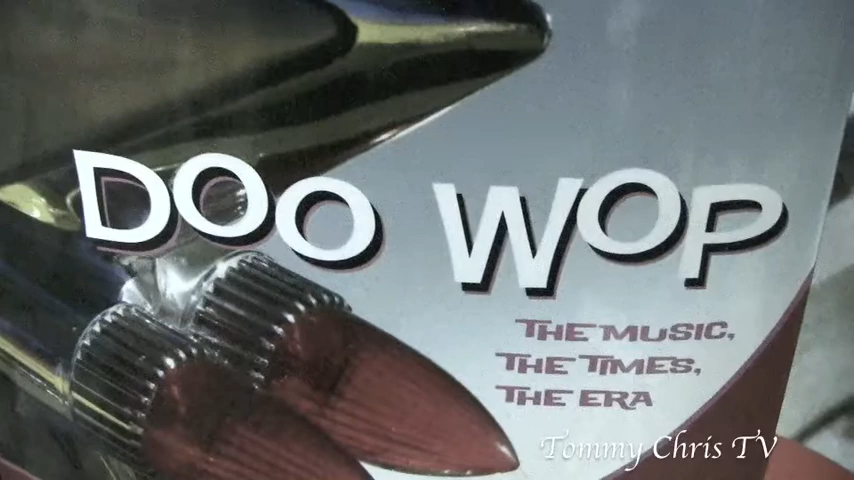 DOO WOP
THE MUSIC,
THE TIMES,
THE ERA
Tommy Chris TV